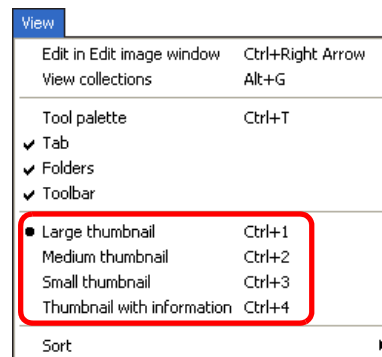 View
Edit in Edit image window Ctrl+Right Arrow
View collections Alt+G
Tool palette Ctrl+T
Tab
Folders
Toolbar
Large thumbnail Ctrl+1
Medium thumbnail Ctrl+2
Small thumbnail Ctrl+3
Thumbnail with information Ctrl+4
Sort